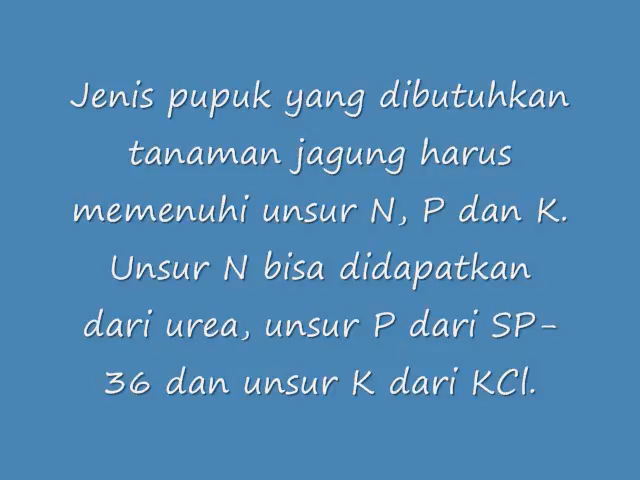 Jenis pupuk yang dibutuhkan
tanaman jagung harus
memenuhi unsur N, P dan K.
Unsur N bisa didapatkan
dari urea, unsur P dari SP-
36 dan unsur K dari KCl.